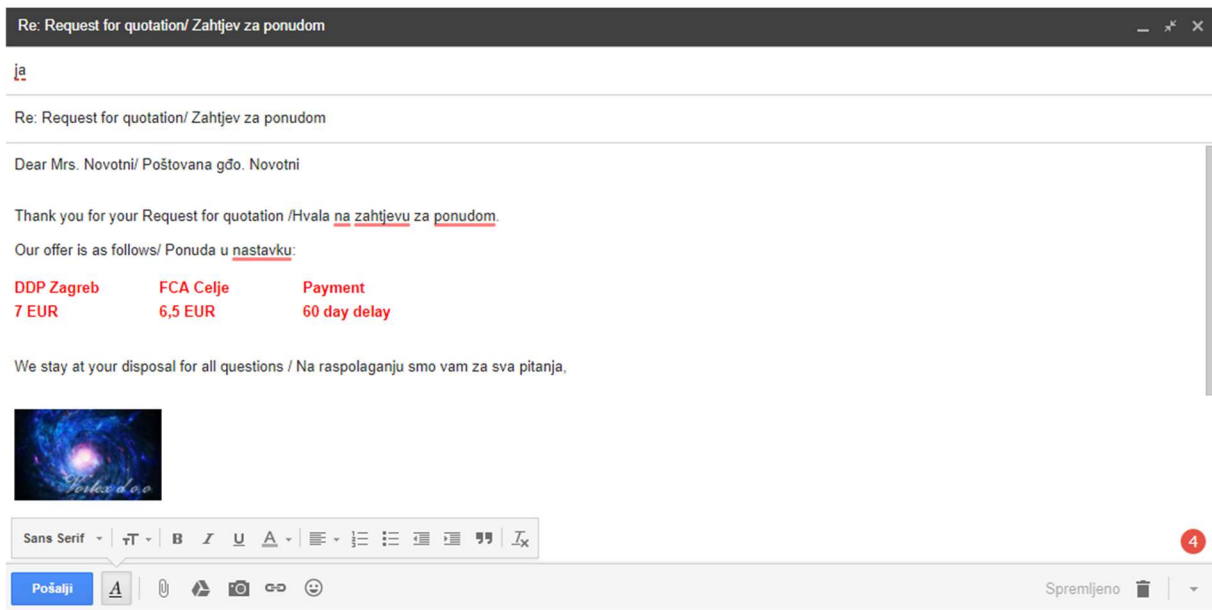 Re: Request for quotation/ Zahtjev za ponudom
ja
Re: Request for quotation/ Zahtjev za ponudom
Dear Mrs. Novotni/ Poštovana gđo. Novotni
Thank you for your Request for quotation /Hvala na zahtjevu za ponudom.
Our offer is as follows/ Ponuda u nastavku:
DDP Zagreb FCA Celje Payment
7 EUR 6,5 EUR 60 day delay
We stay at your disposal for all questions / Na raspolaganju smo vam za sva pitanja,
Vortex d.o.o.
Sans Serif
4
Pošalji Spremljeno